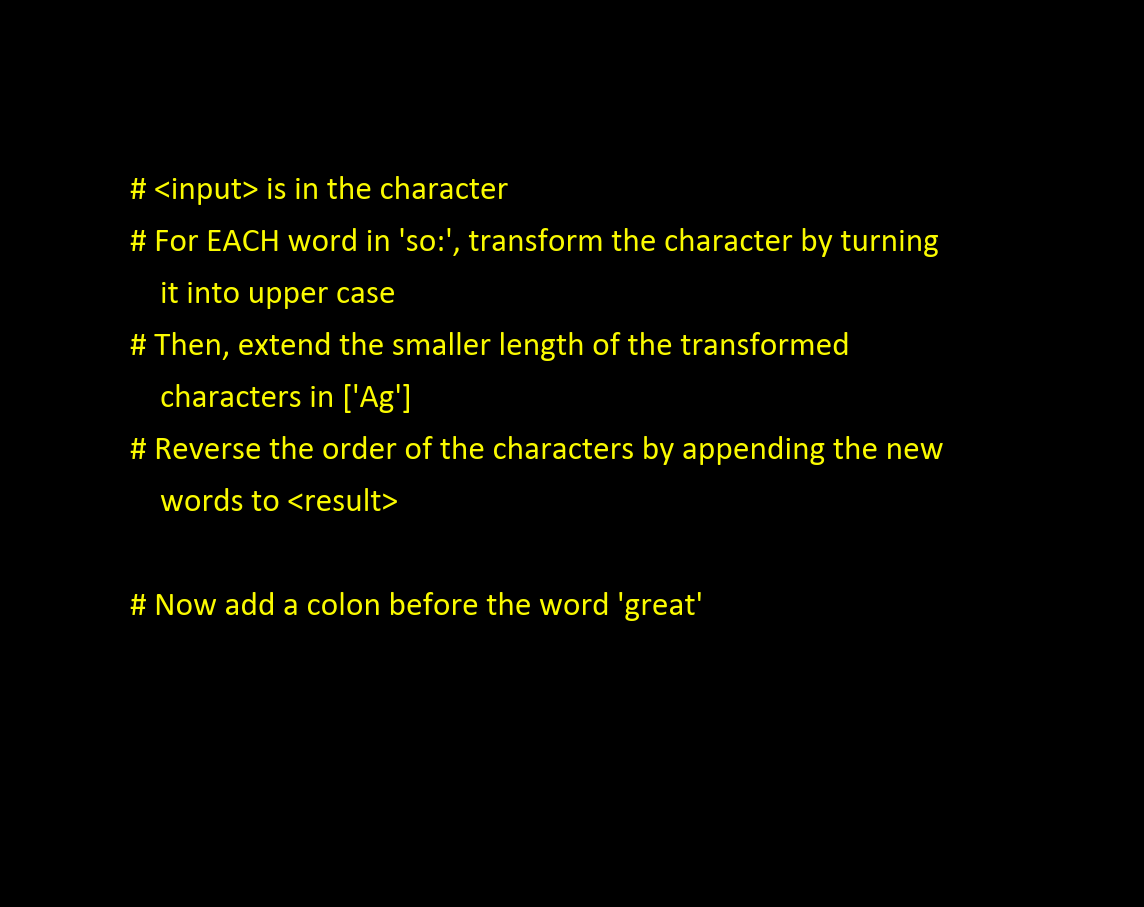 # <input> is in the character
# For EACH word in 'so:', transform the character by turning
it into upper case
# Then, extend the smaller length of the transformed
characters in ['Ag']
# Reverse the order of the characters by appending the new
words to <result>
# Now add a colon before the word 'great'